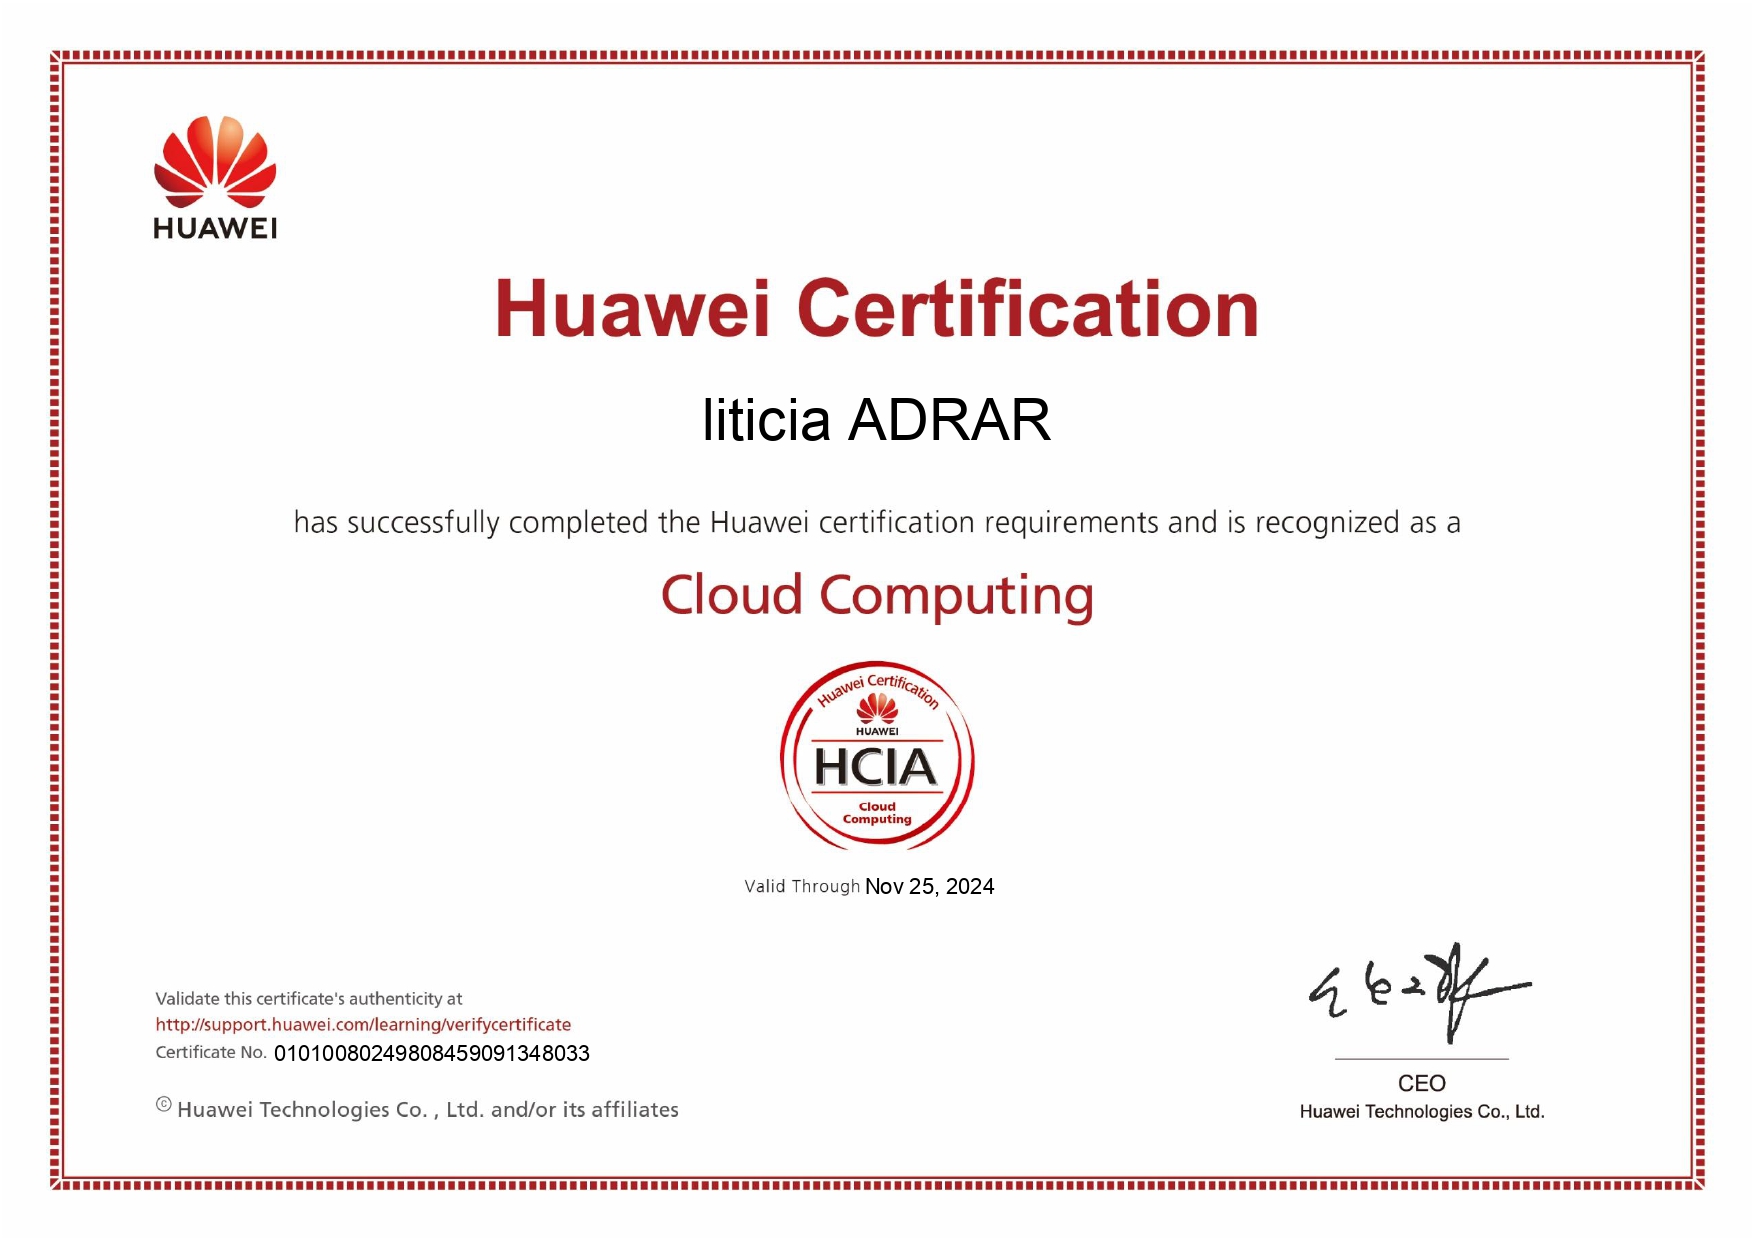 HUAWEI
Huawei Certification
liticia ADRAR
has successfully completed the Huawei certification requirements and is recognized as a
Cloud Computing
Huawei Certification
HUAWEI
HCIA
Cloud
Computing
Valid Through Nov 25, 2024
Validate this certificate's authenticity at
http://support.huawei.com/learning/verifycertificate
Certificate No. 01010080249808459091348033
© Huawei Technologies Co. , Ltd. and/or its affiliates
CEO
Huawei Technologies Co., Ltd.